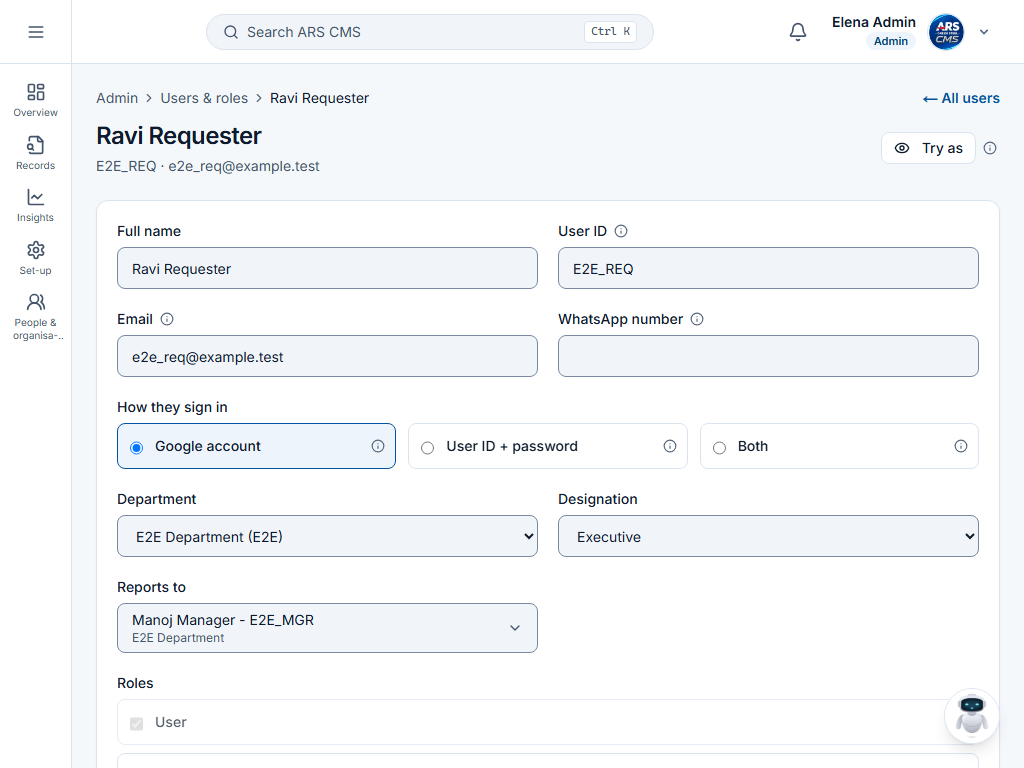 Search ARS CMS
Ctrl K
Elena Admin
Admin
ARS
CMS
Overview
Records
Insights
Set-up
People &
organisa-..
Admin > Users & roles > Ravi Requester
← All users
Ravi Requester
E2E_REQ · e2e_req@example.test
Try as
Full name
User ID
Ravi Requester
E2E_REQ
Email
WhatsApp number
e2e_req@example.test
How they sign in
Google account
User ID + password
Both
Department
Designation
E2E Department (E2E)
Executive
Reports to
Manoj Manager - E2E_MGR
E2E Department
Roles
User